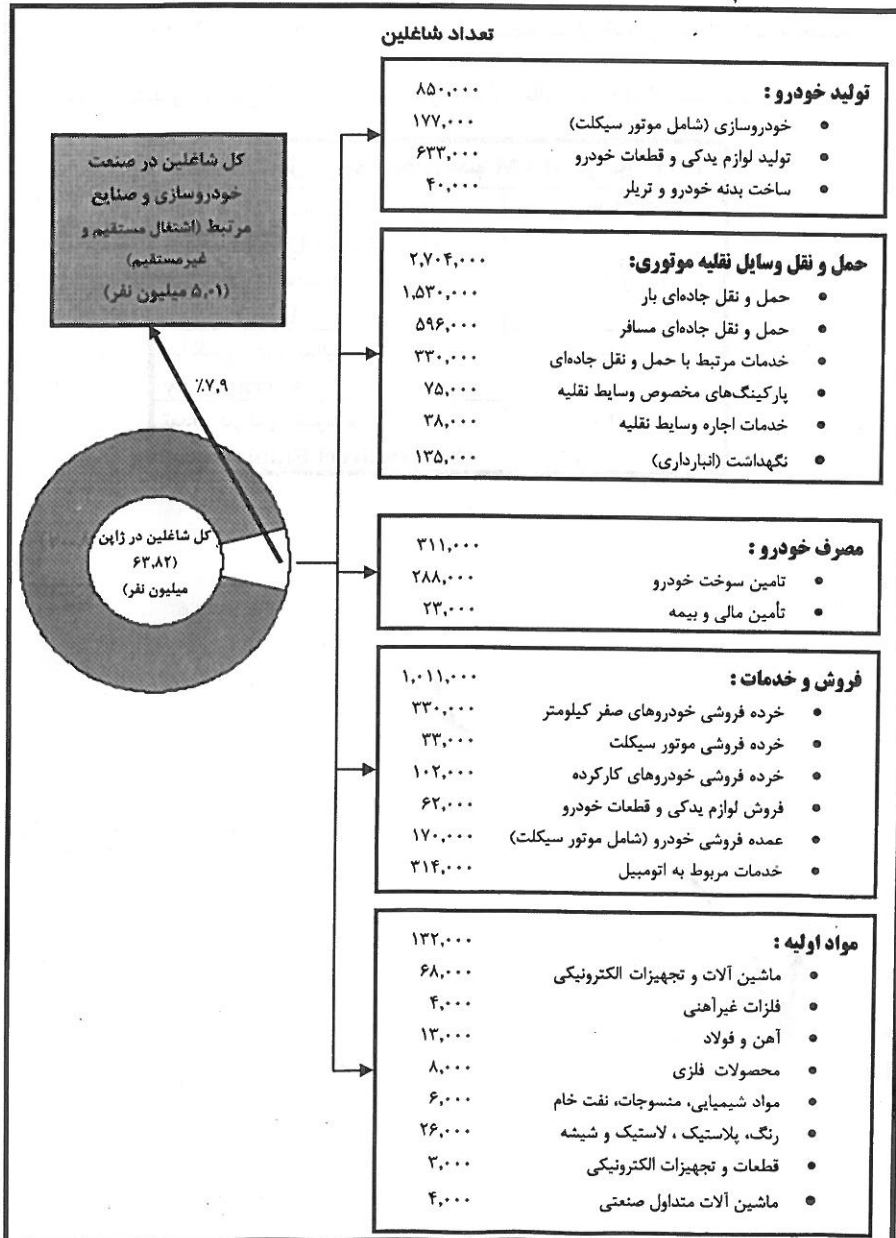 تعداد شاغلین
کل شاغلین در صنعت
خودروسازی و صنایع
مرتبط (اشتغال مستقیم و
غیرمستقیم)
(۵,۰۱ میلیون نفر)
٪۷,۹
کل شاغلین در ژاپن
(۶۳,۸۲
میلیون نفر)
تولید خودرو : ۸۵۰,۰۰۰
• خودروسازی (شامل موتور سیکلت) ۱۷۷,۰۰۰
• تولید لوازم یدکی و قطعات خودرو ۶۳۳,۰۰۰
• ساخت بدنه خودرو و تریلر ۴۰,۰۰۰
حمل و نقل وسایل نقلیه موتوری: ۲,۷۰۴,۰۰۰
• حمل و نقل جاده‌ای بار ۱,۵۳۰,۰۰۰
• حمل و نقل جاده‌ای مسافر ۵۹۶,۰۰۰
• خدمات مرتبط با حمل و نقل جاده‌ای ۳۳۰,۰۰۰
• پارکینگ‌های مخصوص وسایط نقلیه ۷۵,۰۰۰
• خدمات اجاره وسایط نقلیه ۳۸,۰۰۰
• نگهداشت (انبارداری) ۱۳۵,۰۰۰
مصرف خودرو : ۳۱۱,۰۰۰
• تامین سوخت خودرو ۲۸۸,۰۰۰
• تأمین مالی و بیمه ۲۳,۰۰۰
فروش و خدمات : ۱,۰۱۱,۰۰۰
• خرده فروشی خودروهای صفر کیلومتر ۳۳۰,۰۰۰
• خرده فروشی موتور سیکلت ۳۳,۰۰۰
• خرده فروشی خودروهای کارکرده ۱۰۲,۰۰۰
• فروش لوازم یدکی و قطعات خودرو ۶۲,۰۰۰
• عمده فروشی خودرو (شامل موتور سیکلت) ۱۷۰,۰۰۰
• خدمات مربوط به اتومبیل ۳۱۴,۰۰۰
مواد اولیه : ۱۳۲,۰۰۰
• ماشین آلات و تجهیزات الکترونیکی ۶۸,۰۰۰
• فلزات غیرآهنی ۴,۰۰۰
• آهن و فولاد ۱۳,۰۰۰
• محصولات فلزی ۸,۰۰۰
• مواد شیمیایی، منسوجات، نفت خام ۶,۰۰۰
• رنگ، پلاستیک ، لاستیک و شیشه ۲۶,۰۰۰
• قطعات و تجهیزات الکترونیکی ۳,۰۰۰
• ماشین آلات متداول صنعتی ۴,۰۰۰